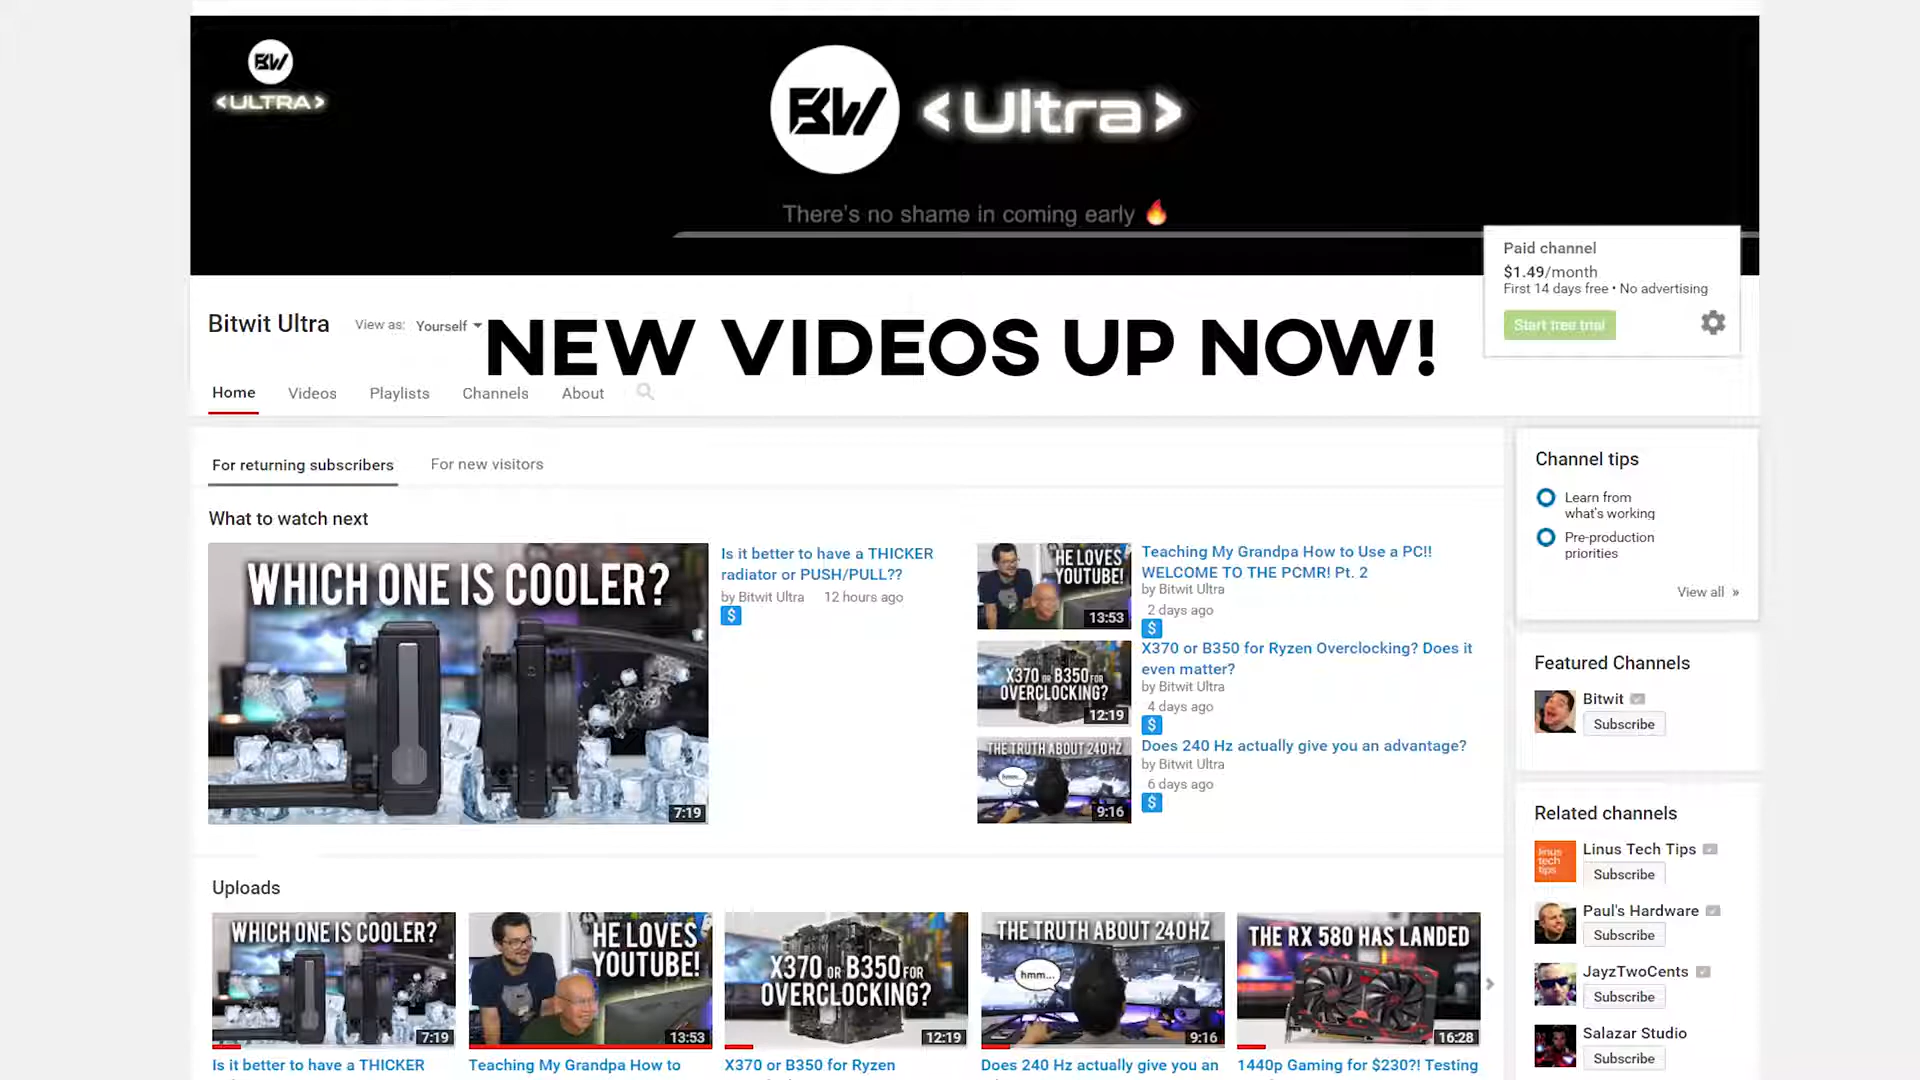 BW
<ULTRA>
BW
<Ultra>
There's no shame in coming early 🔥
Paid channel
$1.49/month
First 14 days free • No advertising
Start free trial
Bitwit Ultra
View as: Yourself
NEW VIDEOS UP NOW!
Home
Videos
Playlists
Channels
About
For returning subscribers
For new visitors
What to watch next
WHICH ONE IS COOLER?
7:19
Is it better to have a THICKER
radiator or PUSH/PULL??
by Bitwit Ultra 12 hours ago
$
HE LOVES
YOUTUBE!
13:53
Teaching My Grandpa How to Use a PC!!
WELCOME TO THE PCMR! Pt. 2
by Bitwit Ultra
2 days ago
$
X370 OR B350 FOR
OVERCLOCKING?
12:19
X370 or B350 for Ryzen Overclocking? Does it
even matter?
by Bitwit Ultra
4 days ago
$
THE TRUTH ABOUT 240HZ
hmm...
9:16
Does 240 Hz actually give you an advantage?
by Bitwit Ultra
6 days ago
$
Channel tips
Learn from
what's working
Pre-production
priorities
View all »
Featured Channels
Bitwit
Subscribe
Related channels
linus
tech
tips
Linus Tech Tips
Subscribe
Paul's Hardware
Subscribe
JayzTwoCents
Subscribe
Salazar Studio
Subscribe
Uploads
WHICH ONE IS COOLER?
7:19
Is it better to have a THICKER
HE LOVES
YOUTUBE!
13:53
Teaching My Grandpa How to
X370 OR B350 FOR
OVERCLOCKING?
12:19
X370 or B350 for Ryzen
THE TRUTH ABOUT 240HZ
hmm...
9:16
Does 240 Hz actually give you an
THE RX 580 HAS LANDED
16:28
1440p Gaming for $230?! Testing